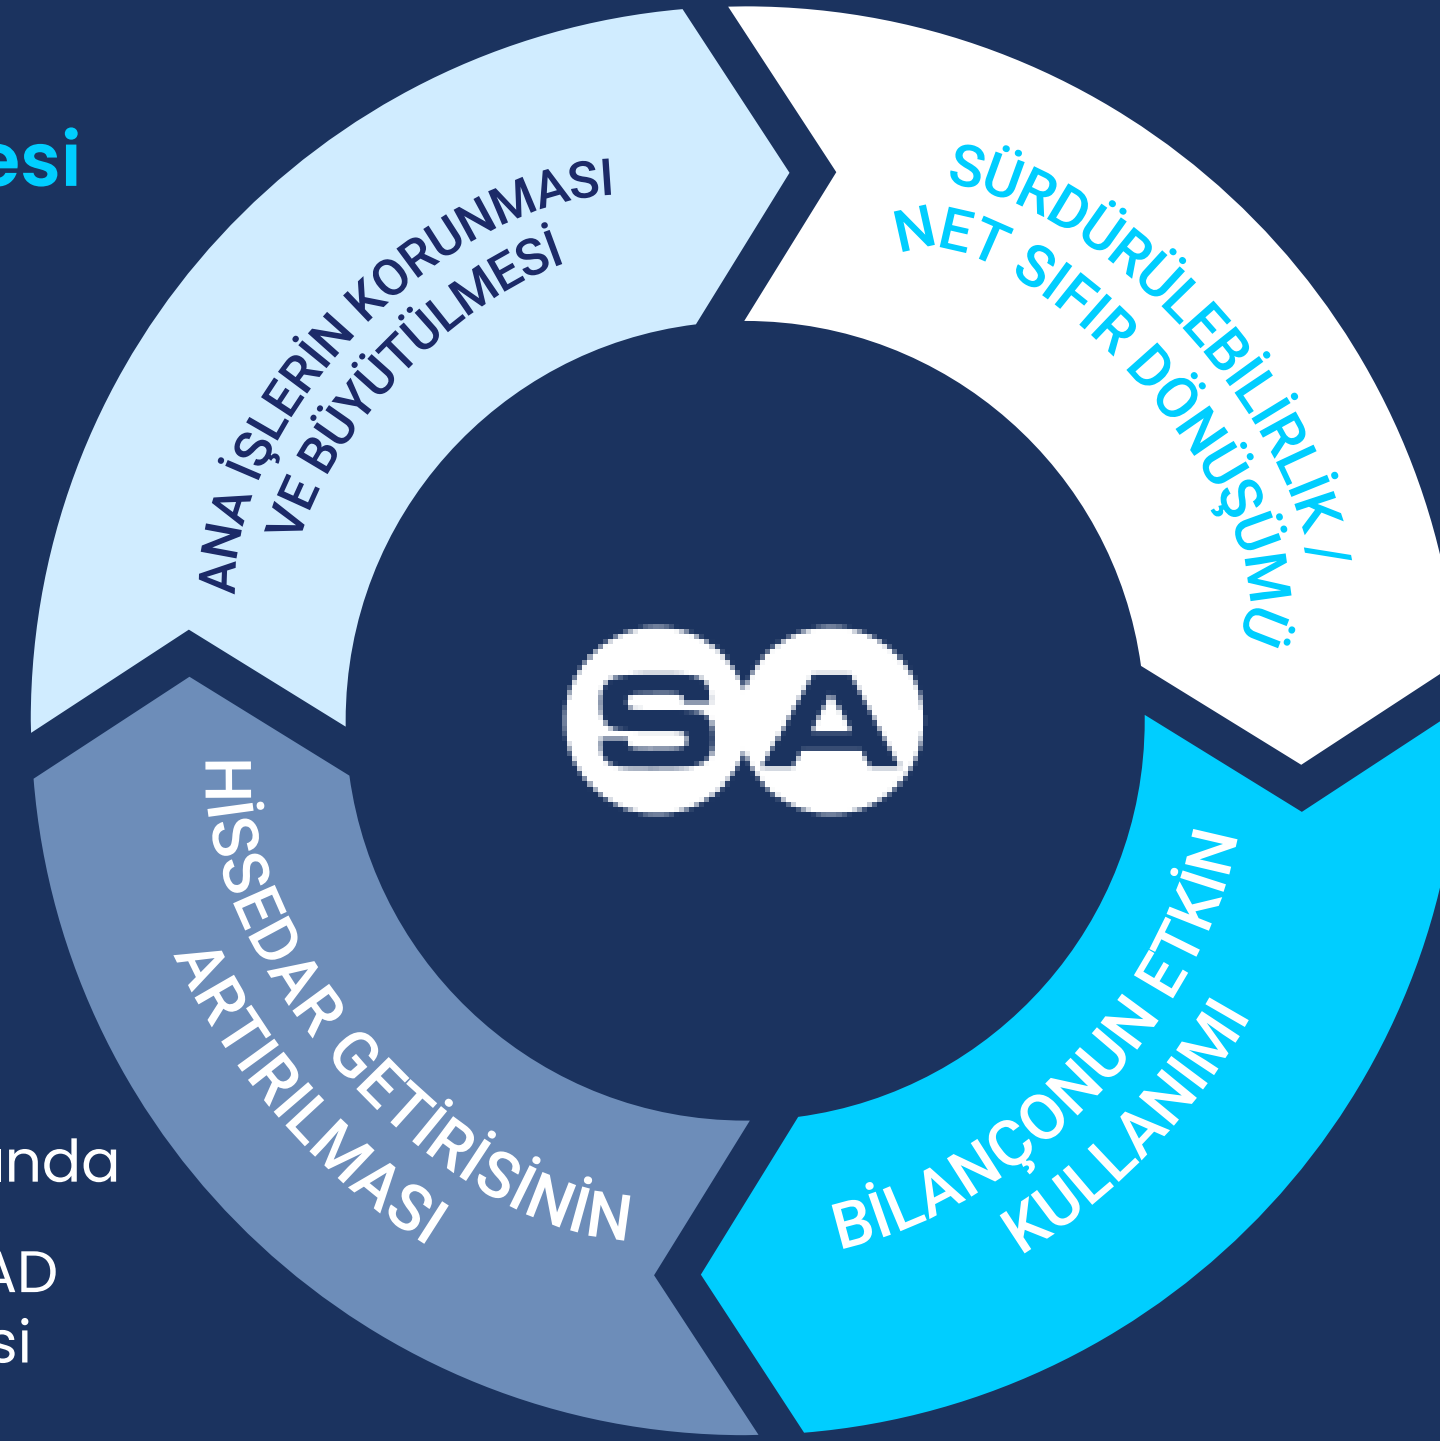 esi
ANA İŞLERİN KORUNMASI
VE BÜYÜTÜLMESİ
SÜRDÜRÜLEBİLİRLİK /
NET SIFIR DÖNÜŞÜMÜ
SA
HİSSEDAR GETİRİSİNİN
ARTIRILMASI
BİLANÇONUN ETKİN
KULLANIMI
nda
AD
si